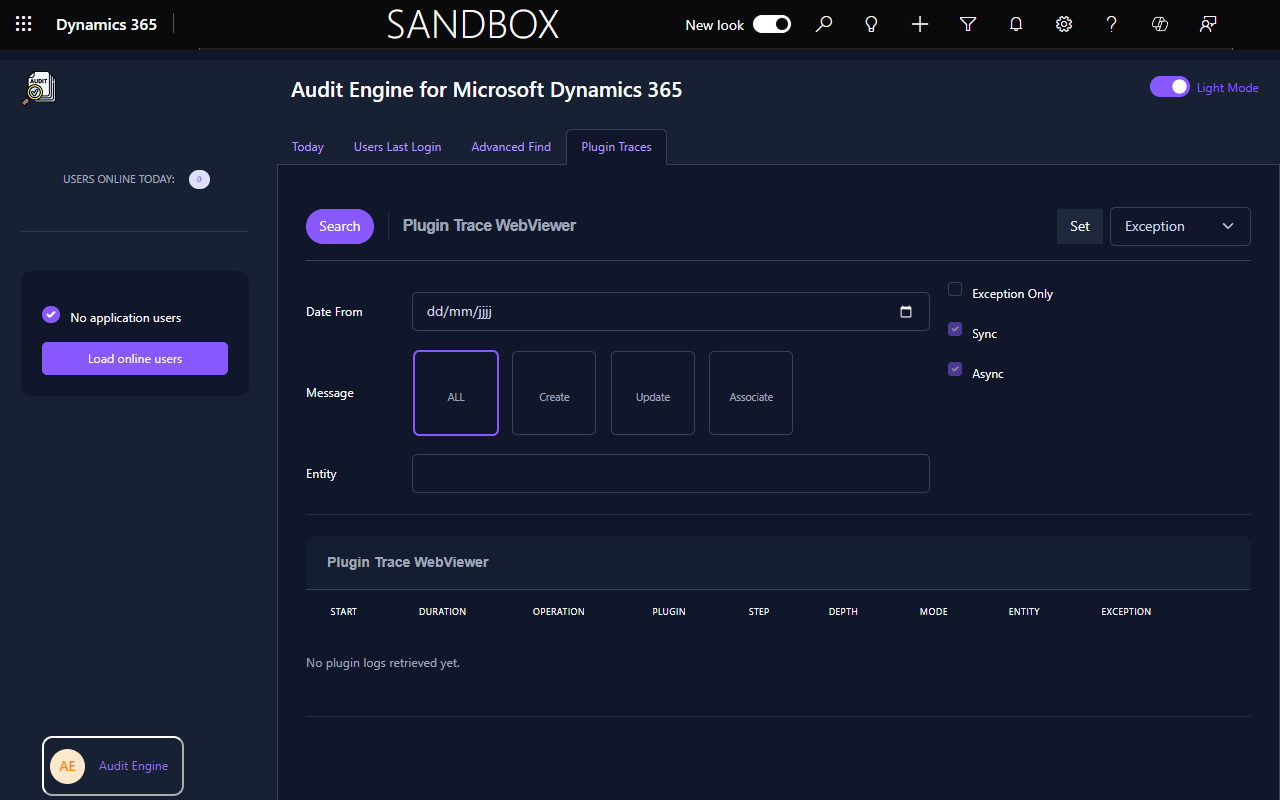 Dynamics 365
SANDBOX
New look
AUDIT
Audit Engine for Microsoft Dynamics 365
Light Mode
Today
Users Last Login
Advanced Find
Plugin Traces
USERS ONLINE TODAY:
0
Search
Plugin Trace WebViewer
Set
Exception
No application users
Load online users
Date From
dd/mm/jjjj
Exception Only
Sync
Async
Message
ALL
Create
Update
Associate
Entity
Plugin Trace WebViewer
START DURATION OPERATION PLUGIN STEP DEPTH MODE ENTITY EXCEPTION
No plugin logs retrieved yet.
AE
Audit Engine